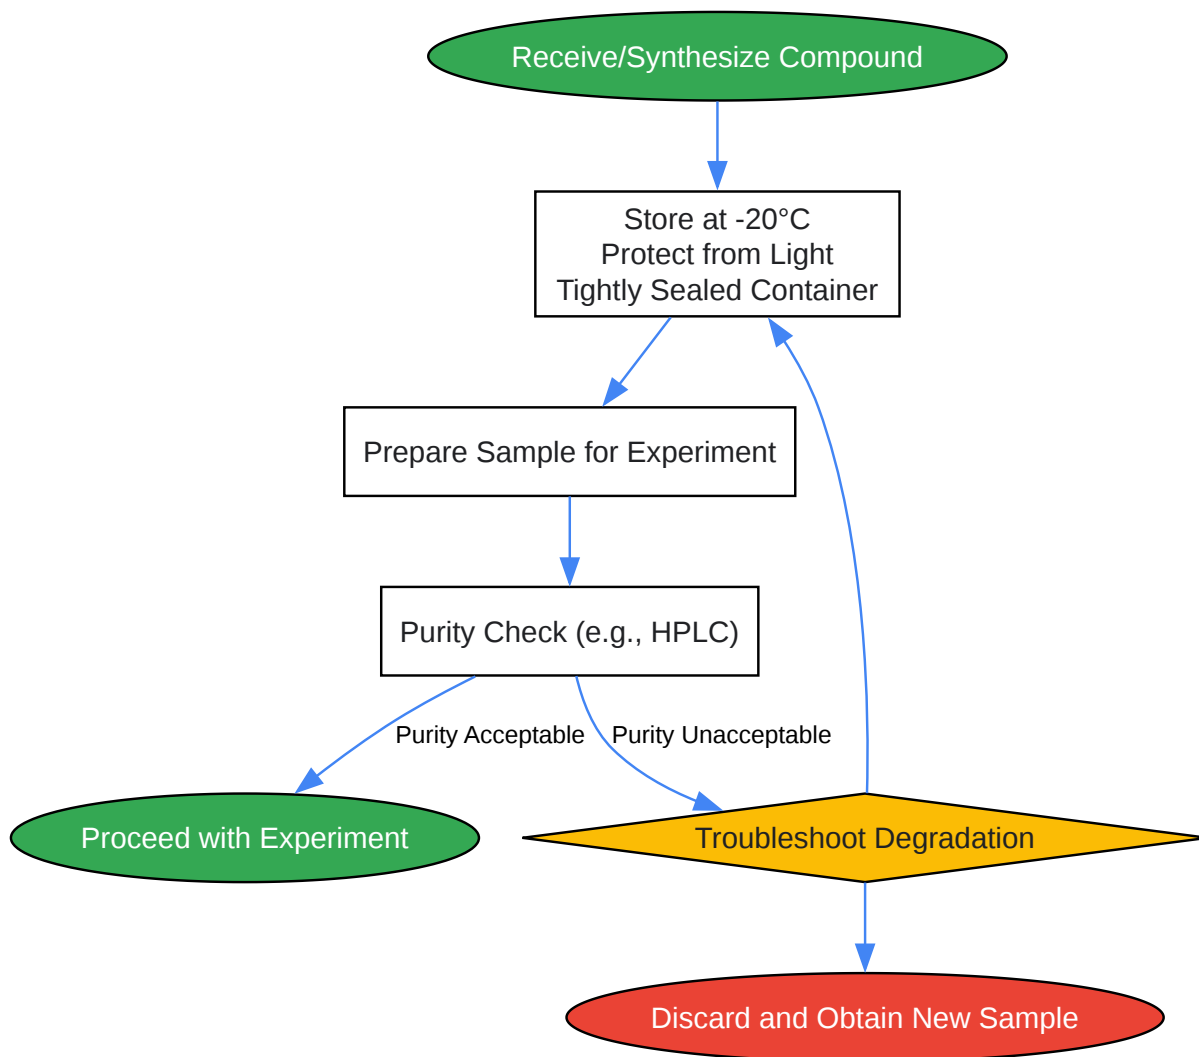 Receive/Synthesize Compound
Store at -20°C
Protect from Light
Tightly Sealed Container
Prepare Sample for Experiment
Purity Check (e.g., HPLC)
Purity Acceptable
Purity Unacceptable
Proceed with Experiment
Troubleshoot Degradation
Discard and Obtain New Sample